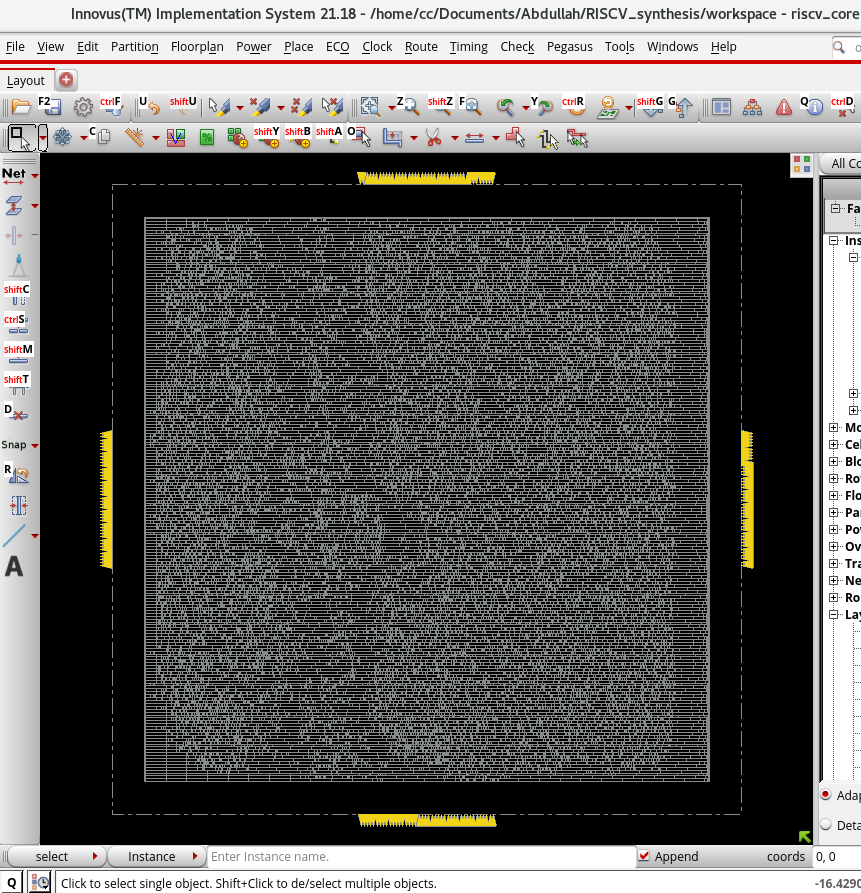 Innovus(TM) Implementation System 21.18 - /home/cc/Documents/Abdullah/RISCV_synthesis/workspace - riscv_core
File View Edit Partition Floorplan Power Place ECO Clock Route Timing Check Pegasus Tools Windows Help
Layout
F2 CtrlF U ShiftU Z ShiftZ F Y CtrlR ShiftG G Q CtrlD
C ShiftY ShiftB ShiftA O
Net
ShiftC
CtrlS
ShiftM
ShiftT
D
Snap
R
A
All Co
Fa
Ins
Mo
Cel
Blo
Ro
Flo
Par
Po
Ov
Tra
Ne
Ro
Lay
Adap
Deta
select Instance Enter Instance name. Append coords 0, 0
Q Click to select single object. Shift+Click to de/select multiple objects. -16.4290